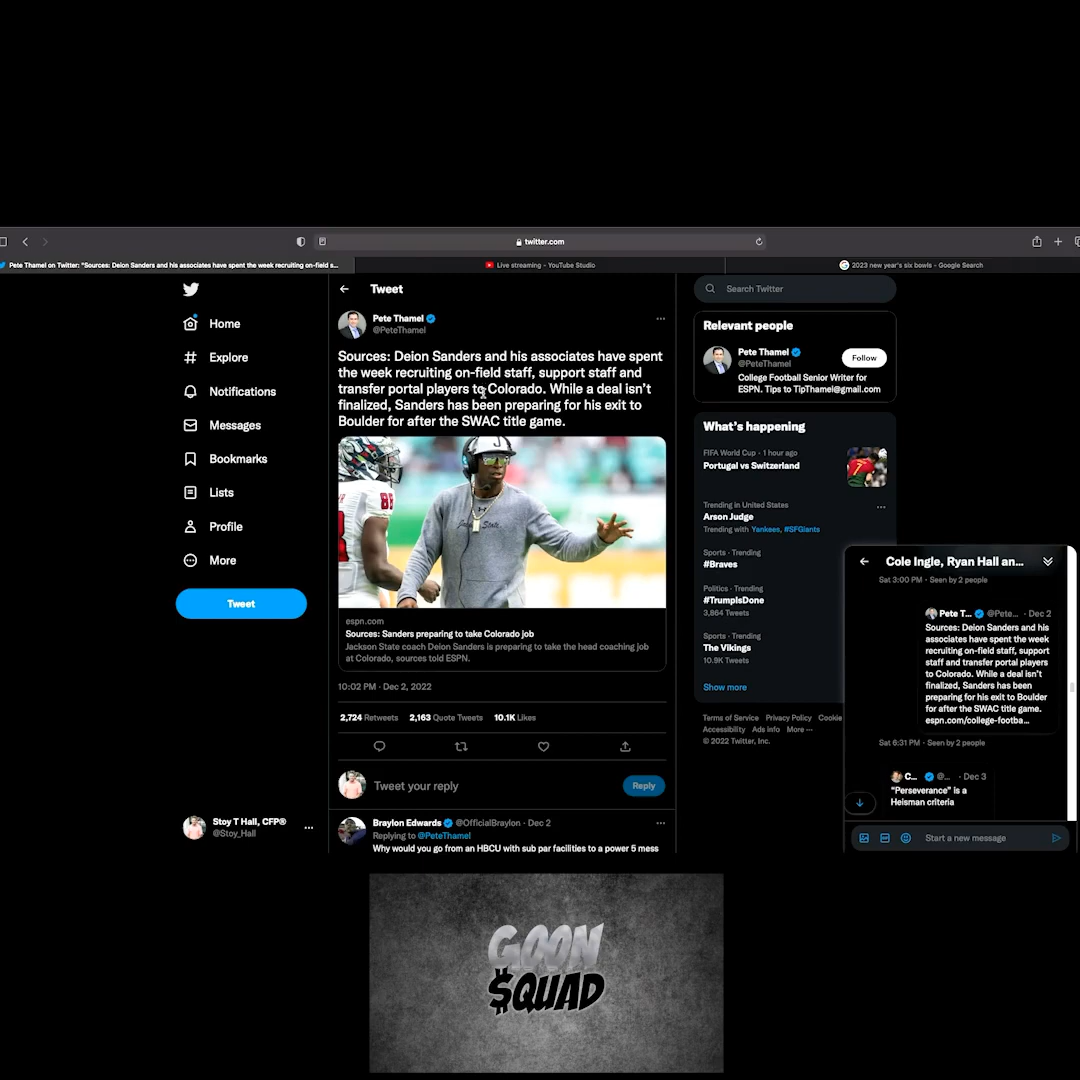 twitter.com
Pete Thamel on Twitter: "Sources: Deion Sanders and his associates have spent the week recruiting on-field s...
Live streaming - YouTube Studio
2023 new year's six bowls - Google Search
Home
Explore
Notifications
Messages
Bookmarks
Lists
Profile
More
Tweet
Stoy T Hall, CFP®
@Stoy_Hall
Tweet
Pete Thamel
@PeteThamel
Sources: Deion Sanders and his associates have spent
the week recruiting on-field staff, support staff and
transfer portal players to Colorado. While a deal isn't
finalized, Sanders has been preparing for his exit to
Boulder for after the SWAC title game.
J
88
Jackson State
espn.com
Sources: Sanders preparing to take Colorado job
Jackson State coach Deion Sanders is preparing to take the head coaching job
at Colorado, sources told ESPN.
10:02 PM · Dec 2, 2022
2,724 Retweets 2,163 Quote Tweets 10.1K Likes
Tweet your reply
Reply
Braylon Edwards @OfficialBraylon · Dec 2
Replying to @PeteThamel
Why would you go from an HBCU with sub par facilities to a power 5 mess
Search Twitter
Relevant people
Pete Thamel
@PeteThamel
Follow
College Football Senior Writer for
ESPN. Tips to TipThamel@gmail.com
What's happening
FIFA World Cup · 1 hour ago
Portugal vs Switzerland
7
Trending in United States
Arson Judge
Trending with Yankees, #SFGiants
Sports · Trending
#Braves
Politics · Trending
#TrumpIsDone
3,864 Tweets
Sports · Trending
The Vikings
10.9K Tweets
Show more
Terms of Service Privacy Policy Cookie
Accessibility Ads info More ···
© 2022 Twitter, Inc.
Cole Ingle, Ryan Hall an...
Sat 3:00 PM · Seen by 2 people
Pete T... @Pete... · Dec 2
Sources: Deion Sanders and his
associates have spent the week
recruiting on-field staff, support
staff and transfer portal players
to Colorado. While a deal isn't
finalized, Sanders has been
preparing for his exit to Boulder
for after the SWAC title game.
espn.com/college-footba...
Sat 6:31 PM · Seen by 2 people
C... @... · Dec 3
"Perseverance" is a
Heisman criteria
Start a new message
GOON
$QUAD